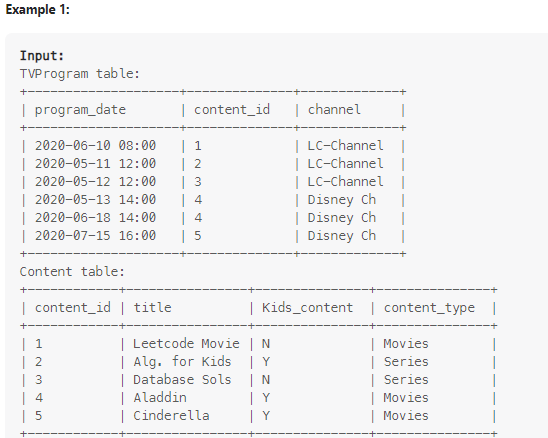 Example 1:
Input:
TVProgram table:
+--------------------+--------------+-------------+
| program_date       | content_id   | channel     |
+--------------------+--------------+-------------+
| 2020-06-10 08:00   | 1            | LC-Channel  |
| 2020-05-11 12:00   | 2            | LC-Channel  |
| 2020-05-12 12:00   | 3            | LC-Channel  |
| 2020-05-13 14:00   | 4            | Disney Ch   |
| 2020-06-18 14:00   | 4            | Disney Ch   |
| 2020-07-15 16:00   | 5            | Disney Ch   |
+--------------------+--------------+-------------+
Content table:
+------------+----------------+---------------+---------------+
| content_id | title          | Kids_content  | content_type  |
+------------+----------------+---------------+---------------+
| 1          | Leetcode Movie | N             | Movies        |
| 2          | Alg. for Kids  | Y             | Series        |
| 3          | Database Sols  | N             | Series        |
| 4          | Aladdin        | Y             | Movies        |
| 5          | Cinderella     | Y             | Movies        |
+------------+----------------+---------------+---------------+